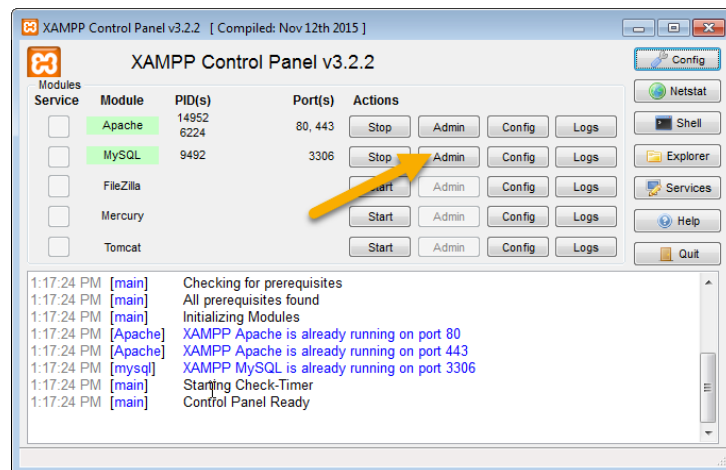 XAMPP Control Panel v3.2.2 [ Compiled: Nov 12th 2015 ]
XAMPP Control Panel v3.2.2
Config
Modules
Service Module PID(s) Port(s) Actions
Netstat
Apache 14952 6224 80, 443 Stop Admin Config Logs
Shell
MySQL 9492 3306 Stop Admin Config Logs
Explorer
FileZilla Start Admin Config Logs
Services
Mercury Start Admin Config Logs
Help
Tomcat Start Admin Config Logs
Quit
1:17:24 PM [main] Checking for prerequisites
1:17:24 PM [main] All prerequisites found
1:17:24 PM [main] Initializing Modules
1:17:24 PM [Apache] XAMPP Apache is already running on port 80
1:17:24 PM [Apache] XAMPP Apache is already running on port 443
1:17:24 PM [mysql] XAMPP MySQL is already running on port 3306
1:17:24 PM [main] Starting Check-Timer
1:17:24 PM [main] Control Panel Ready